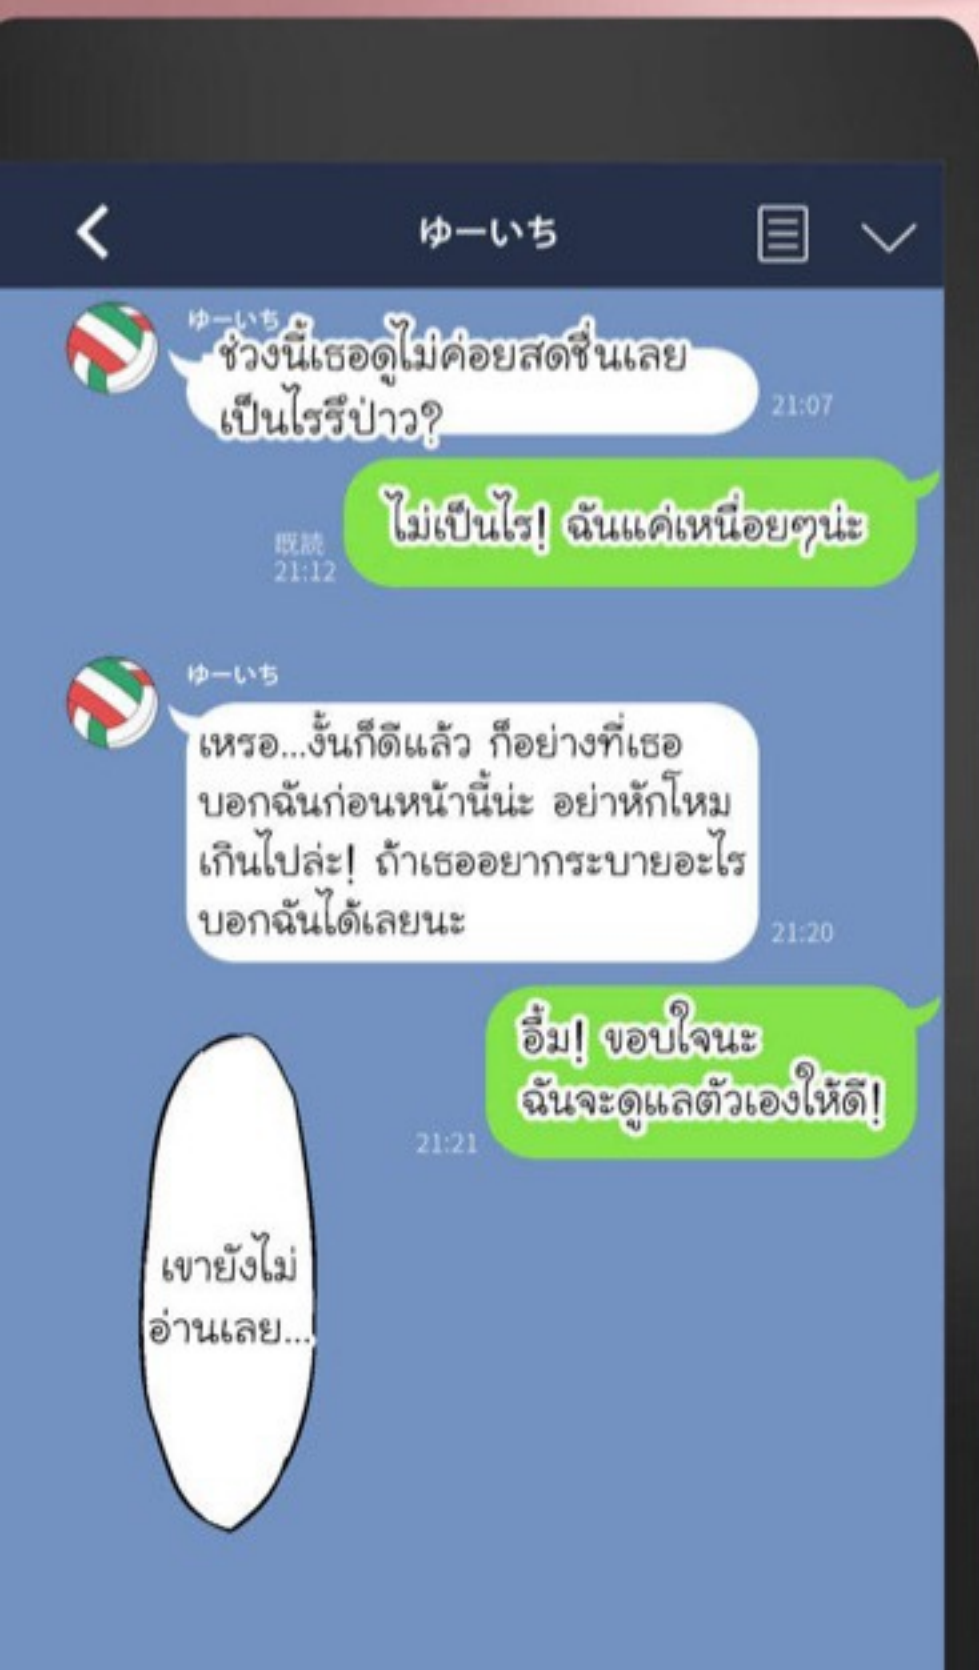 ゆーいち
ゆーいち
ช่วงนี้เธอดูไม่ค่อยสดชื่นเลย
เป็นไรรึป่าว?
21:07
ไม่เป็นไร! ฉันแค่เหนื่อยๆน่ะ
既読
21:12
ゆーいち
เหรอ...งั้นก็ดีแล้ว ก็อย่างที่เธอ
บอกฉันก่อนหน้านี้น่ะ อย่าหักโหม
เกินไปล่ะ! ถ้าเธออยากระบายอะไร
บอกฉันได้เลยนะ
21:20
อื้ม! ขอบใจนะ
ฉันจะดูแลตัวเองให้ดี!
21:21
เขายังไม่
อ่านเลย...